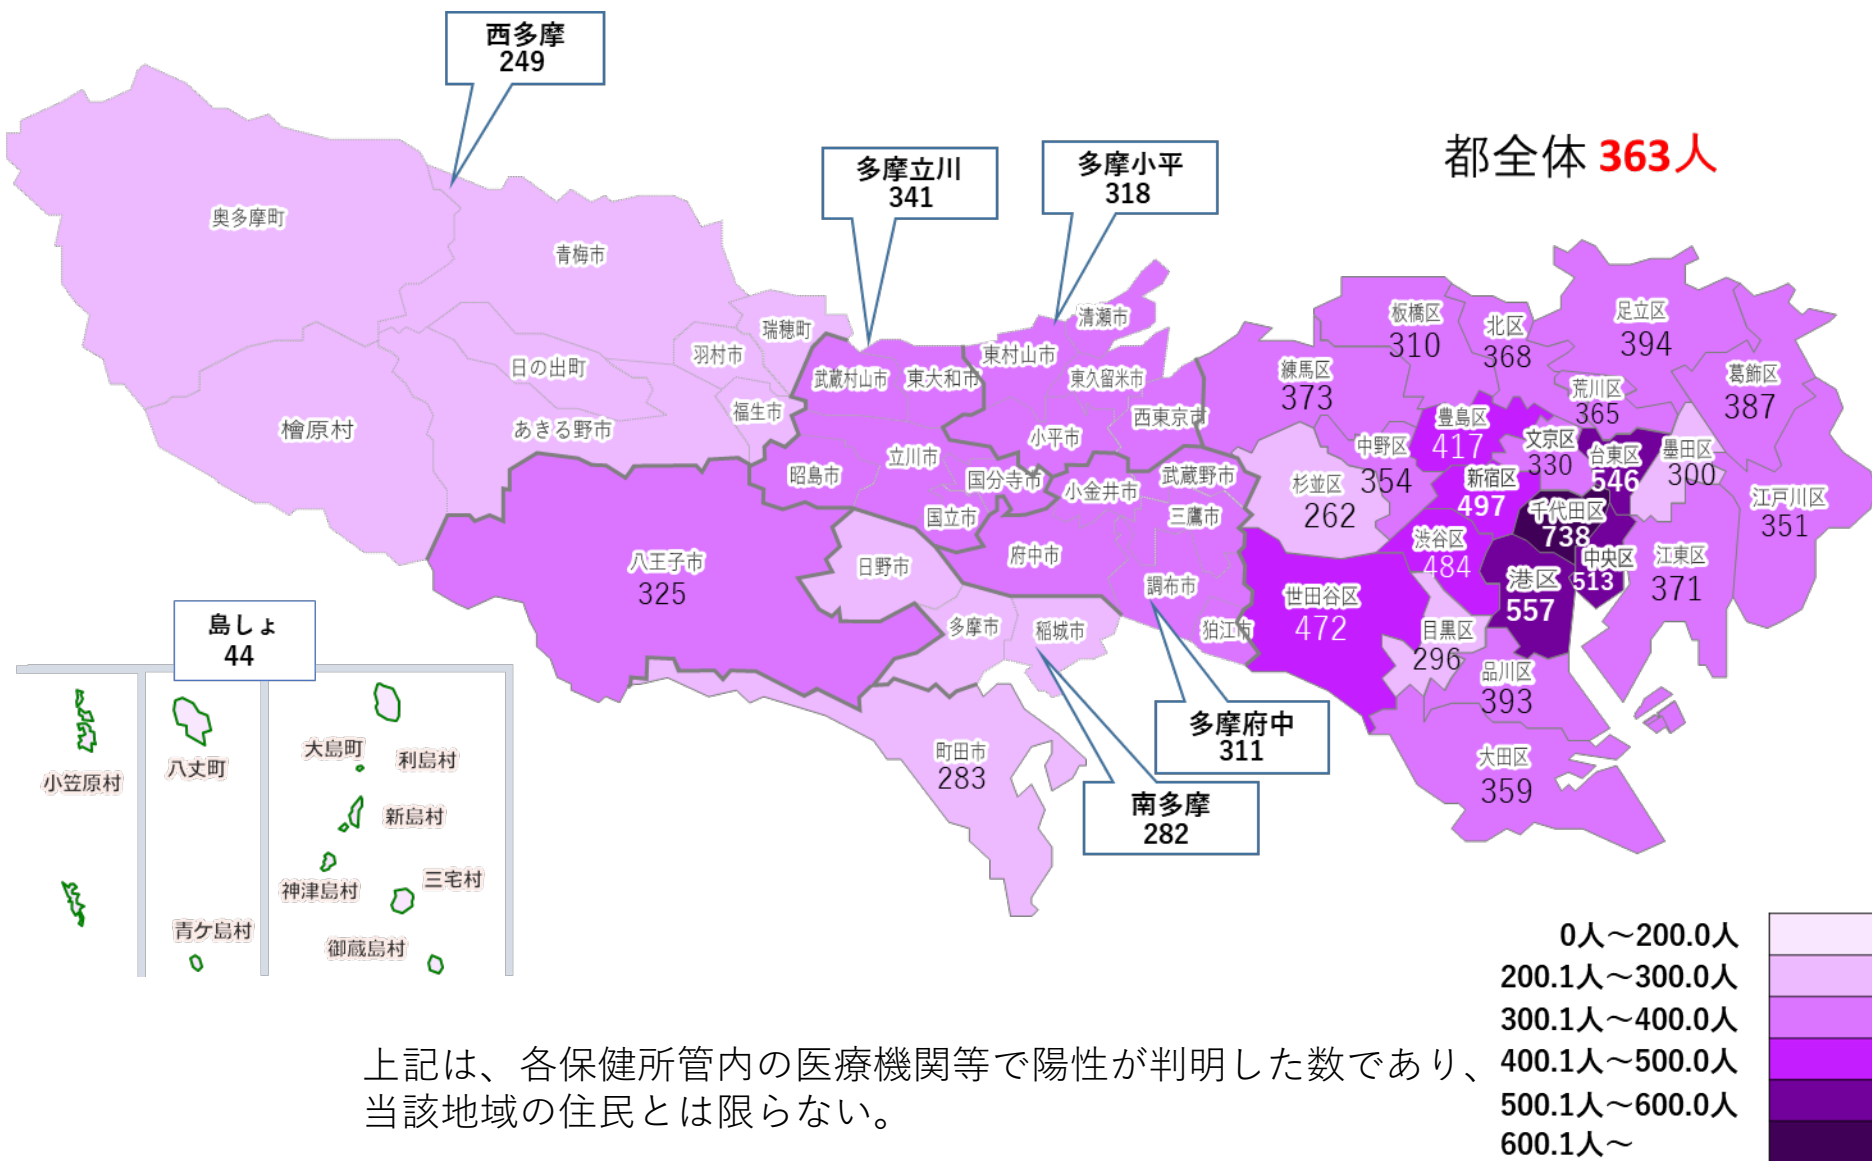 西多摩
249
多摩立川
341
多摩小平
318
都全体 363人
奥多摩町
青梅市
瑞穂町
羽村市
日の出町
福生市
あきる野市
檜原村
武蔵村山市
東大和市
東村山市
清瀬市
東久留米市
西東京市
小平市
昭島市
立川市
国分寺市
国立市
小金井市
武蔵野市
三鷹市
府中市
調布市
狛江市
八王子市
325
日野市
多摩市
稲城市
町田市
283
多摩府中
311
南多摩
282
板橋区
310
北区
368
足立区
394
葛飾区
387
練馬区
373
豊島区
417
荒川区
365
文京区
330
台東区
546
墨田区
300
江戸川区
351
中野区
354
杉並区
262
新宿区
497
千代田区
738
渋谷区
484
中央区
513
江東区
371
港区
557
世田谷区
472
目黒区
296
品川区
393
大田区
359
島しょ
44
小笠原村
八丈町
青ケ島村
大島町
利島村
新島村
神津島村
三宅村
御蔵島村
0人～200.0人
200.1人～300.0人
300.1人～400.0人
400.1人～500.0人
500.1人～600.0人
600.1人～
上記は、各保健所管内の医療機関等で陽性が判明した数であり、
当該地域の住民とは限らない。